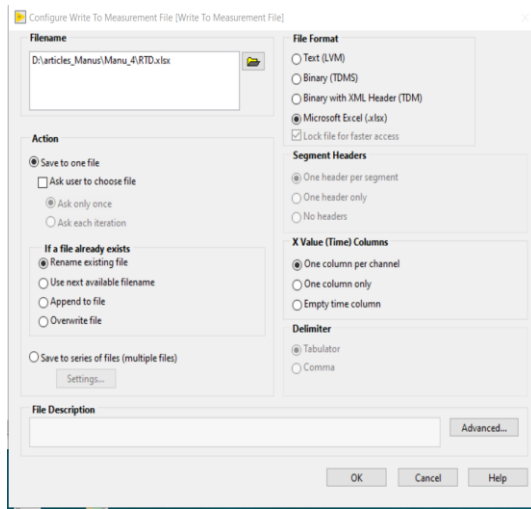 Configure Write To Measurement File [Write To Measurement File]
Filename
D:\articles_Manus\Manu_4\RTD.xlsx
Action
Save to one file
Ask user to choose file
Ask only once
Ask each iteration
If a file already exists
Rename existing file
Use next available filename
Append to file
Overwrite file
Save to series of files (multiple files)
Settings...
File Format
Text (LVM)
Binary (TDMS)
Binary with XML Header (TDM)
Microsoft Excel (.xlsx)
Lock file for faster access
Segment Headers
One header per segment
One header only
No headers
X Value (Time) Columns
One column per channel
One column only
Empty time column
Delimiter
Tabulator
Comma
File Description
Advanced...
OK Cancel Help